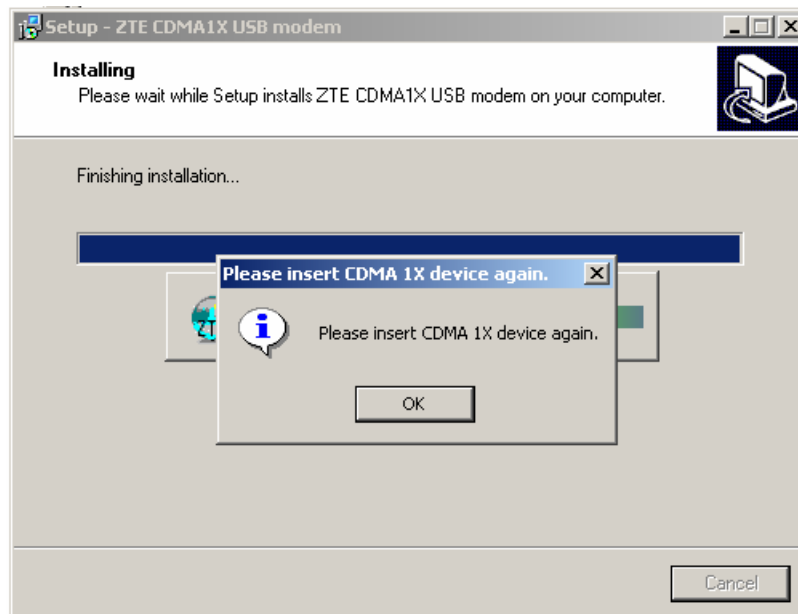 Setup - ZTE CDMA1X USB modem
Installing
Please wait while Setup installs ZTE CDMA1X USB modem on your computer.
Finishing installation...
Please insert CDMA 1X device again.
Please insert CDMA 1X device again.
OK
Cancel